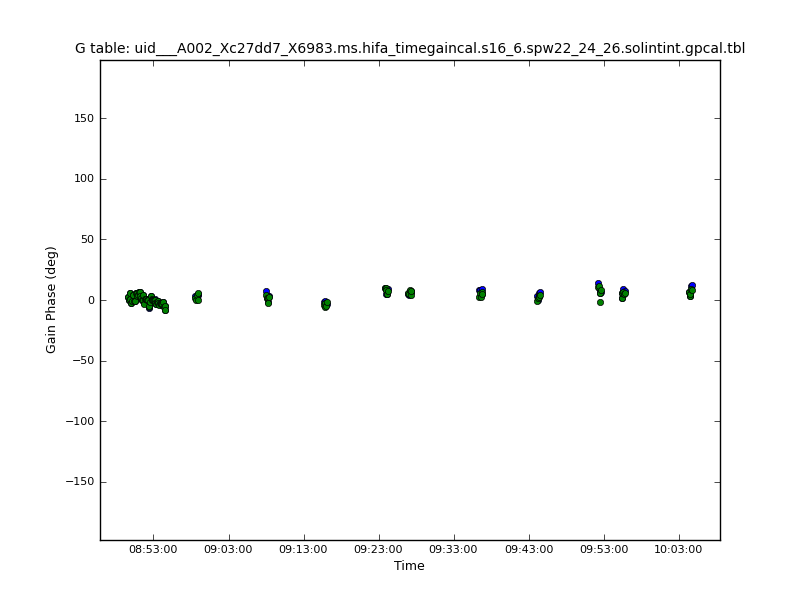 G table: uid___A002_Xc27dd7_X6983.ms.hifa_timegaincal.s16_6.spw22_24_26.solintint.gpcal.tbl
150
100
50
0
−50
−100
−150
Gain Phase (deg)
08:53:00 09:03:00 09:13:00 09:23:00 09:33:00 09:43:00 09:53:00 10:03:00
Time